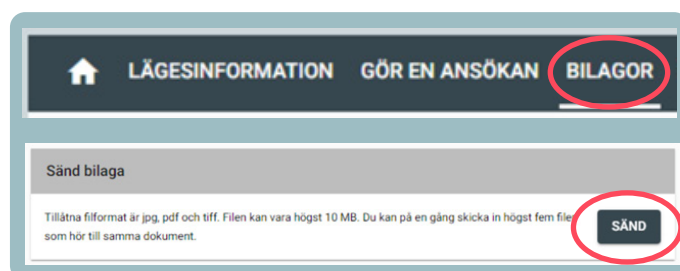 LÄGESINFORMATION GÖR EN ANSÖKAN BILAGOR
Sänd bilaga
Tillåtna filformat är jpg, pdf och tiff. Filen kan vara högst 10 MB. Du kan på en gång skicka in högst fem
som hör till samma dokument.
SÄND